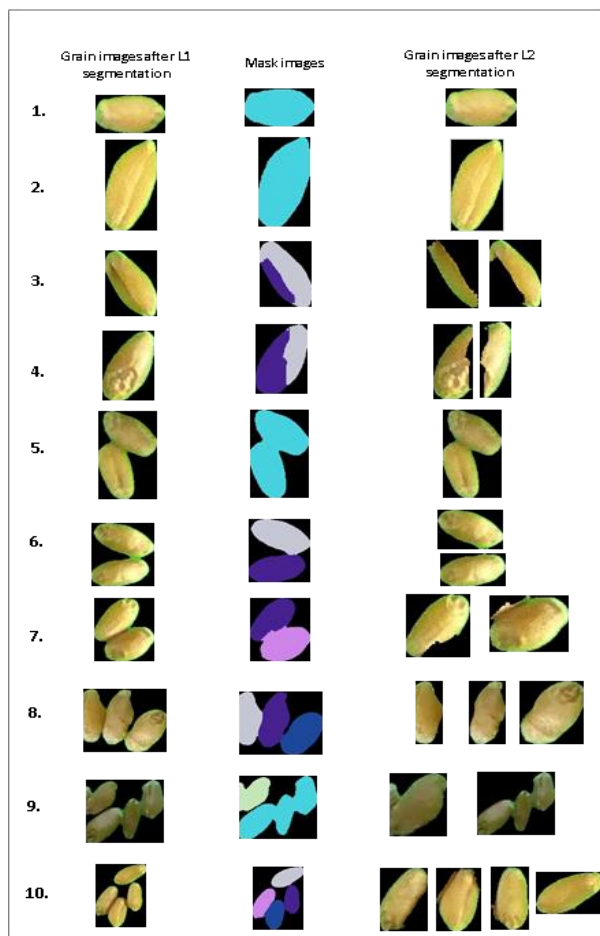 Grain images after L1
segmentation
Mask images
Grain images after L2
segmentation
1.
2.
3.
4.
5.
6.
7.
8.
9.
10.